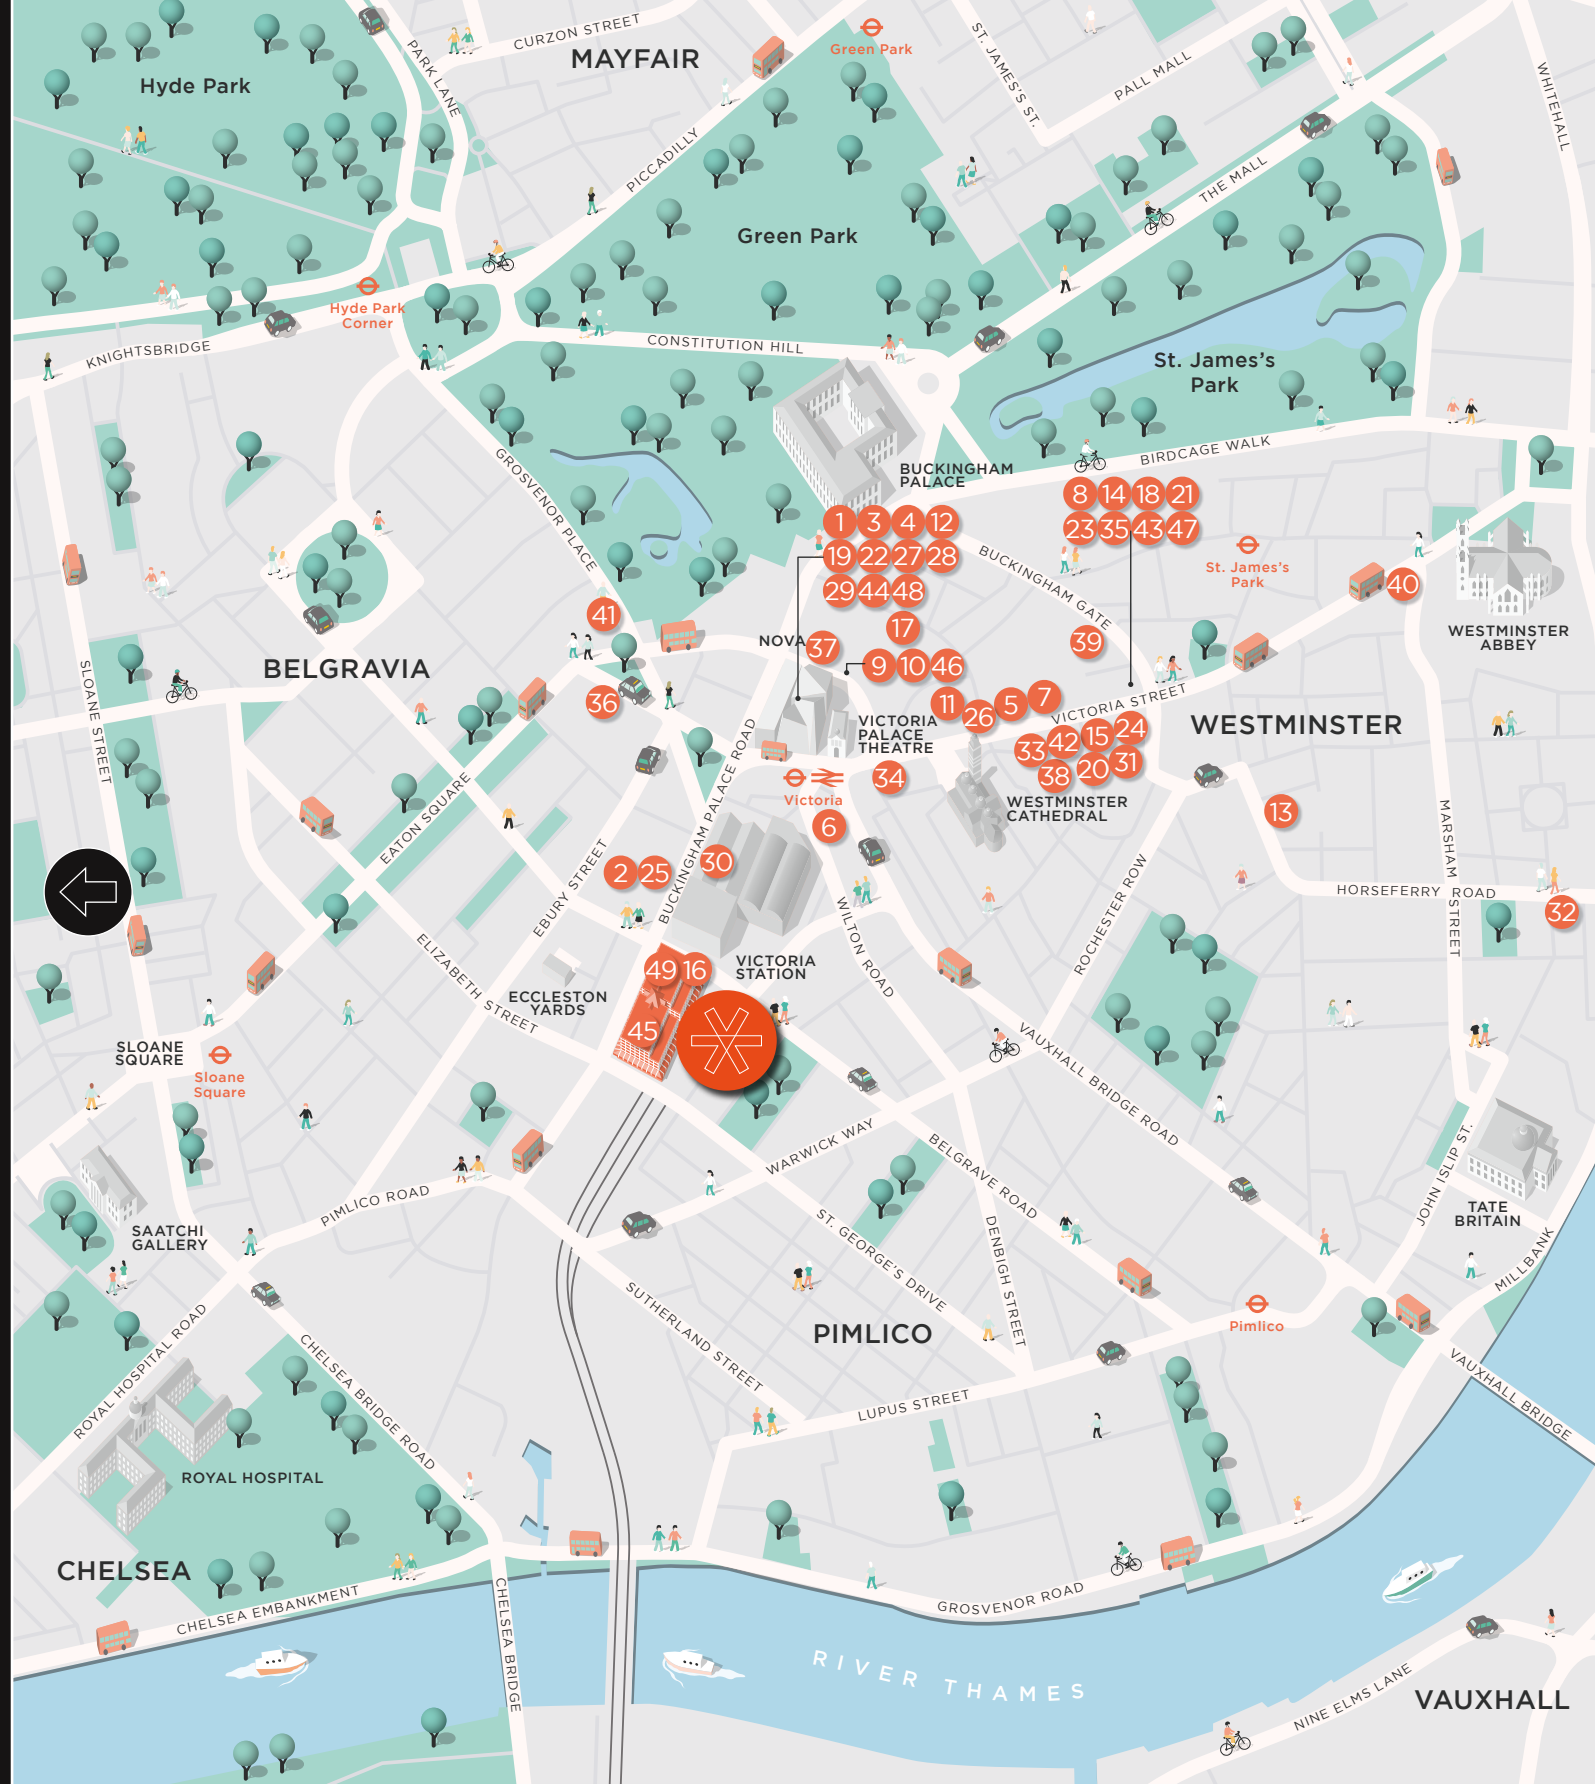 CURZON STREET
MAYFAIR
Green Park
ST. JAMES'S ST.
PALL MALL
WHITEHALL
Hyde Park
PARK LANE
PICCADILLY
THE MALL
Green Park
Hyde Park
Corner
KNIGHTSBRIDGE
CONSTITUTION HILL
St. James's
Park
GROSVENOR PLACE
BUCKINGHAM
PALACE
BIRDCAGE WALK
8 14 18 21
23 35 43 47
1 3 4 12
19 22 27 28
29 44 48
BUCKINGHAM GATE
St. James's
Park
40
WESTMINSTER
ABBEY
41
17
NOVA
37
39
9 10 46
BELGRAVIA
SLOANE STREET
36
11
26
5
7
VICTORIA STREET
WESTMINSTER
VICTORIA
PALACE
THEATRE
33
42
15
24
38
20
31
WESTMINSTER
CATHEDRAL
BUCKINGHAM PALACE ROAD
Victoria
34
6
13
EATON SQUARE
MARSHAM STREET
HORSEFERRY ROAD
32
EBURY STREET
2 25
30
WILTON ROAD
ROCHESTER ROW
ELIZABETH STREET
ECCLESTON
YARDS
49 16
45
VICTORIA
STATION
SLOANE
SQUARE
Sloane
Square
VAUXHALL BRIDGE ROAD
WARWICK WAY
BELGRAVE ROAD
JOHN ISLIP ST.
TATE
BRITAIN
MILLBANK
SAATCHI
GALLERY
PIMLICO ROAD
ST. GEORGE'S DRIVE
DENBIGH STREET
SUTHERLAND STREET
PIMLICO
Pimlico
ROYAL HOSPITAL ROAD
CHELSEA BRIDGE ROAD
LUPUS STREET
VAUXHALL BRIDGE
ROYAL HOSPITAL
CHELSEA
CHELSEA EMBANKMENT
CHELSEA BRIDGE
GROSVENOR ROAD
RIVER THAMES
NINE ELMS LANE
VAUXHALL